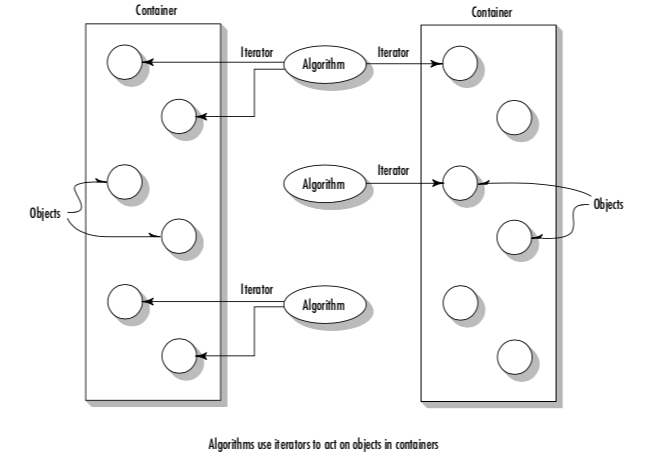 Container
Container
Iterator
Algorithm
Iterator
Algorithm
Iterator
Objects
Objects
Iterator
Algorithm
Algorithms use iterators to act on objects in containers